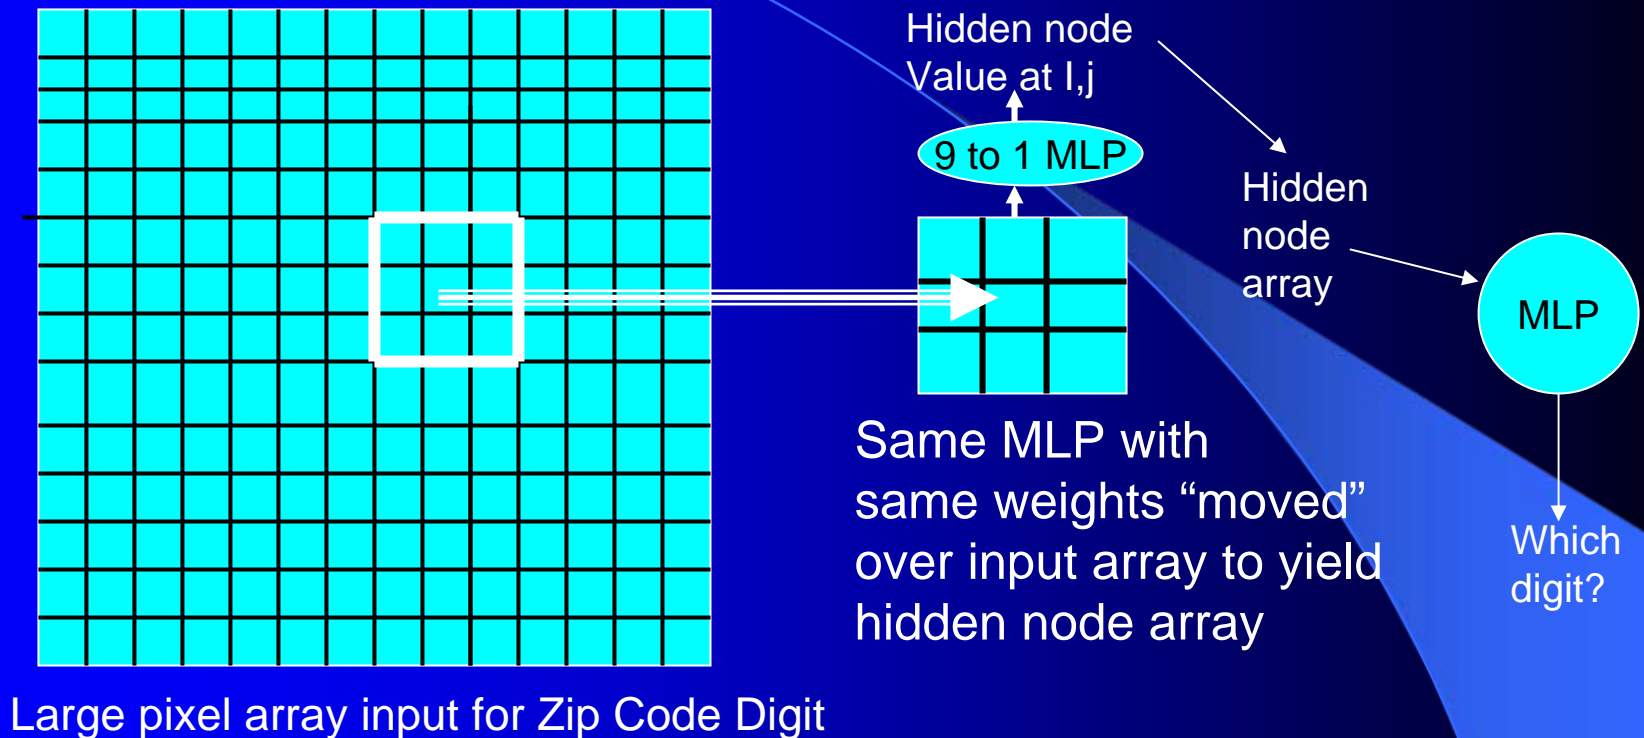 Hidden node
Value at I,j
9 to 1 MLP
Hidden
node
array
MLP
Which
digit?
Same MLP with
same weights “moved”
over input array to yield
hidden node array
Large pixel array input for Zip Code Digit